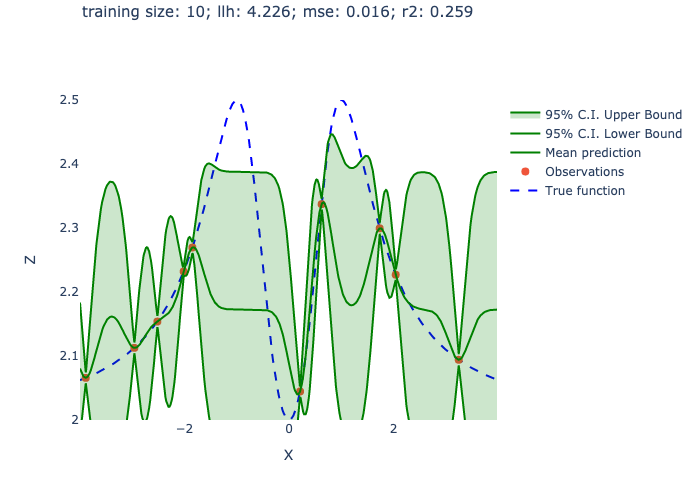 training size: 10; llh: 4.226; mse: 0.016; r2: 0.259
2.5
2.4
2.3
2.2
2.1
2
Z
−2
0
2
X
95% C.I. Upper Bound
95% C.I. Lower Bound
Mean prediction
Observations
True function